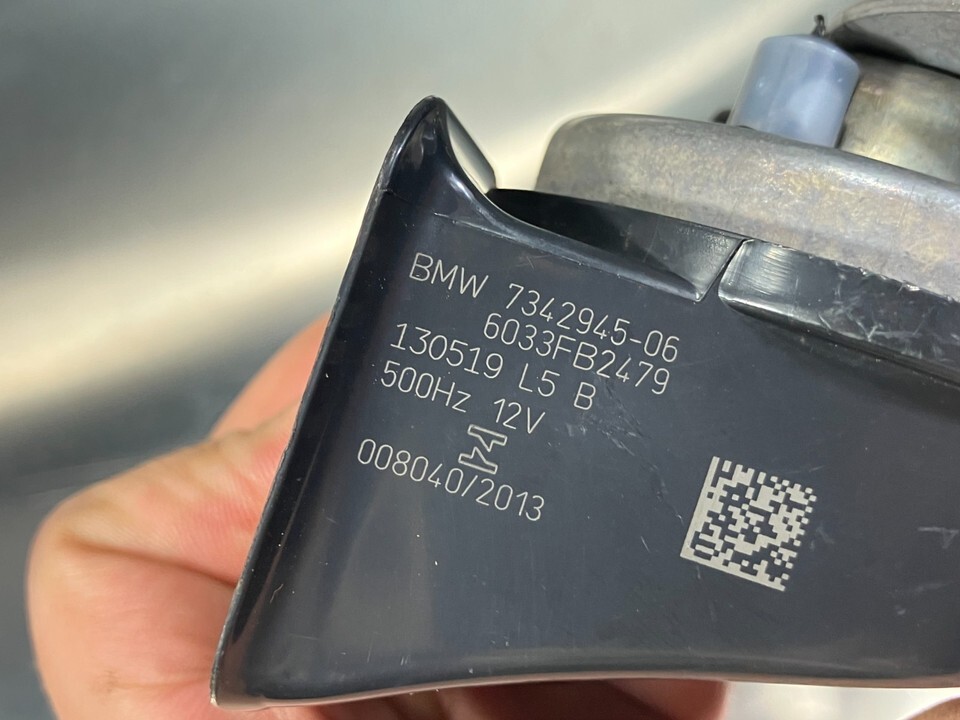 BMW 7342945-06
6033FB2479
130519 L5 B
500Hz 12V
008040/2013